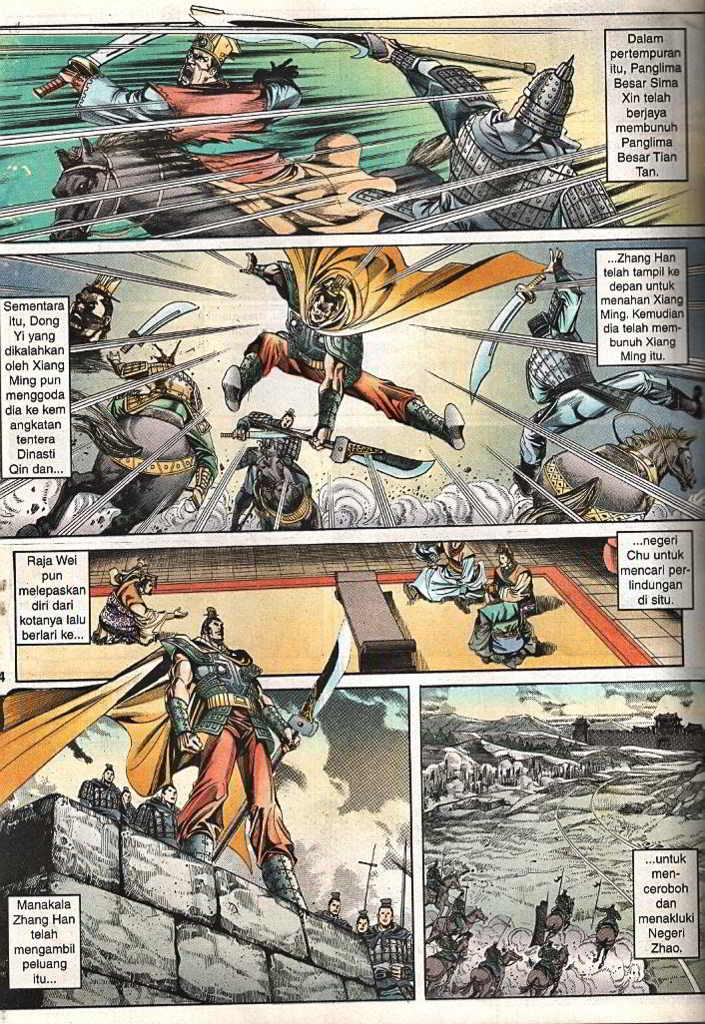 Dalam
pertempuran
itu, Panglima
Besar Sima
Xin telah
berjaya
membunuh
Panglima
Besar Tian
Tan.
Sementara
itu, Dong
Yi yang
dikalahkan
oleh Xiang
Ming pun
menggoda
dia ke kem
angkatan
tentera
Dinasti
Qin dan...
...Zhang Han
telah tampil ke
depan untuk
menahan Xiang
Ming. Kemudian
dia telah mem-
bunuh Xiang
Ming itu.
Raja Wei
pun
melepaskan
diri dari
kotanya lalu
berlari ke...
...negeri
Chu untuk
mencari per-
lindungan
di situ.
4
Manakala
Zhang Han
telah
mengambil
peluang
itu...
...untuk
men-
ceroboh
dan
menakluki
Negeri
Zhao.